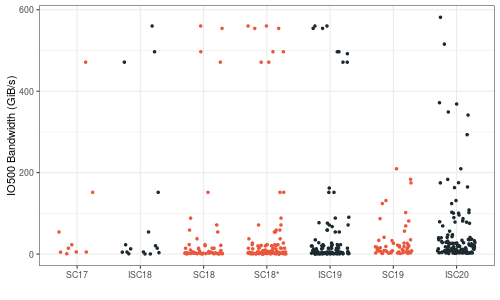 IO500 Bandwidth (GiB/s)
600
400
200
0
SC17
ISC18
SC18
SC18*
ISC19
SC19
ISC20